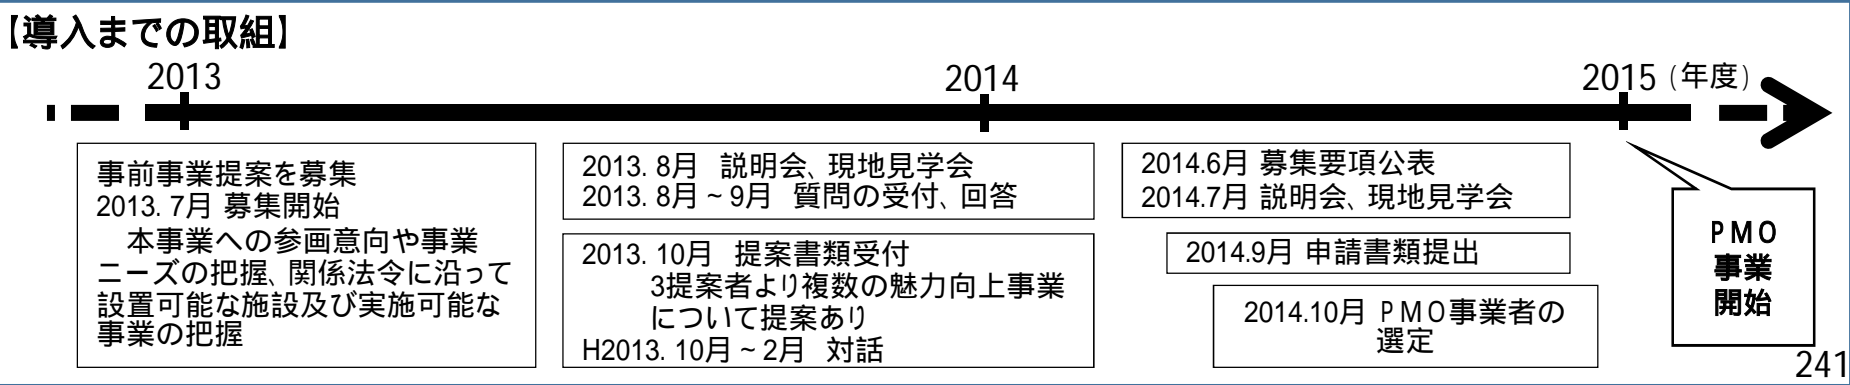 【導入までの取組】
2013
2014
2015（年度）
事前事業提案を募集
2013. 7月 募集開始
本事業への参画意向や事業
ニーズの把握、関係法令に沿って
設置可能な施設及び実施可能な
事業の把握
2013. 8月 説明会、現地見学会
2013. 8月～9月 質問の受付、回答
2013. 10月 提案書類受付
3提案者より複数の魅力向上事業
について提案あり
H2013. 10月～2月 対話
2014.6月 募集要項公表
2014.7月 説明会、現地見学会
2014.9月 申請書類提出
2014.10月 ＰＭＯ事業者の
選定
ＰＭＯ
事業
開始
241